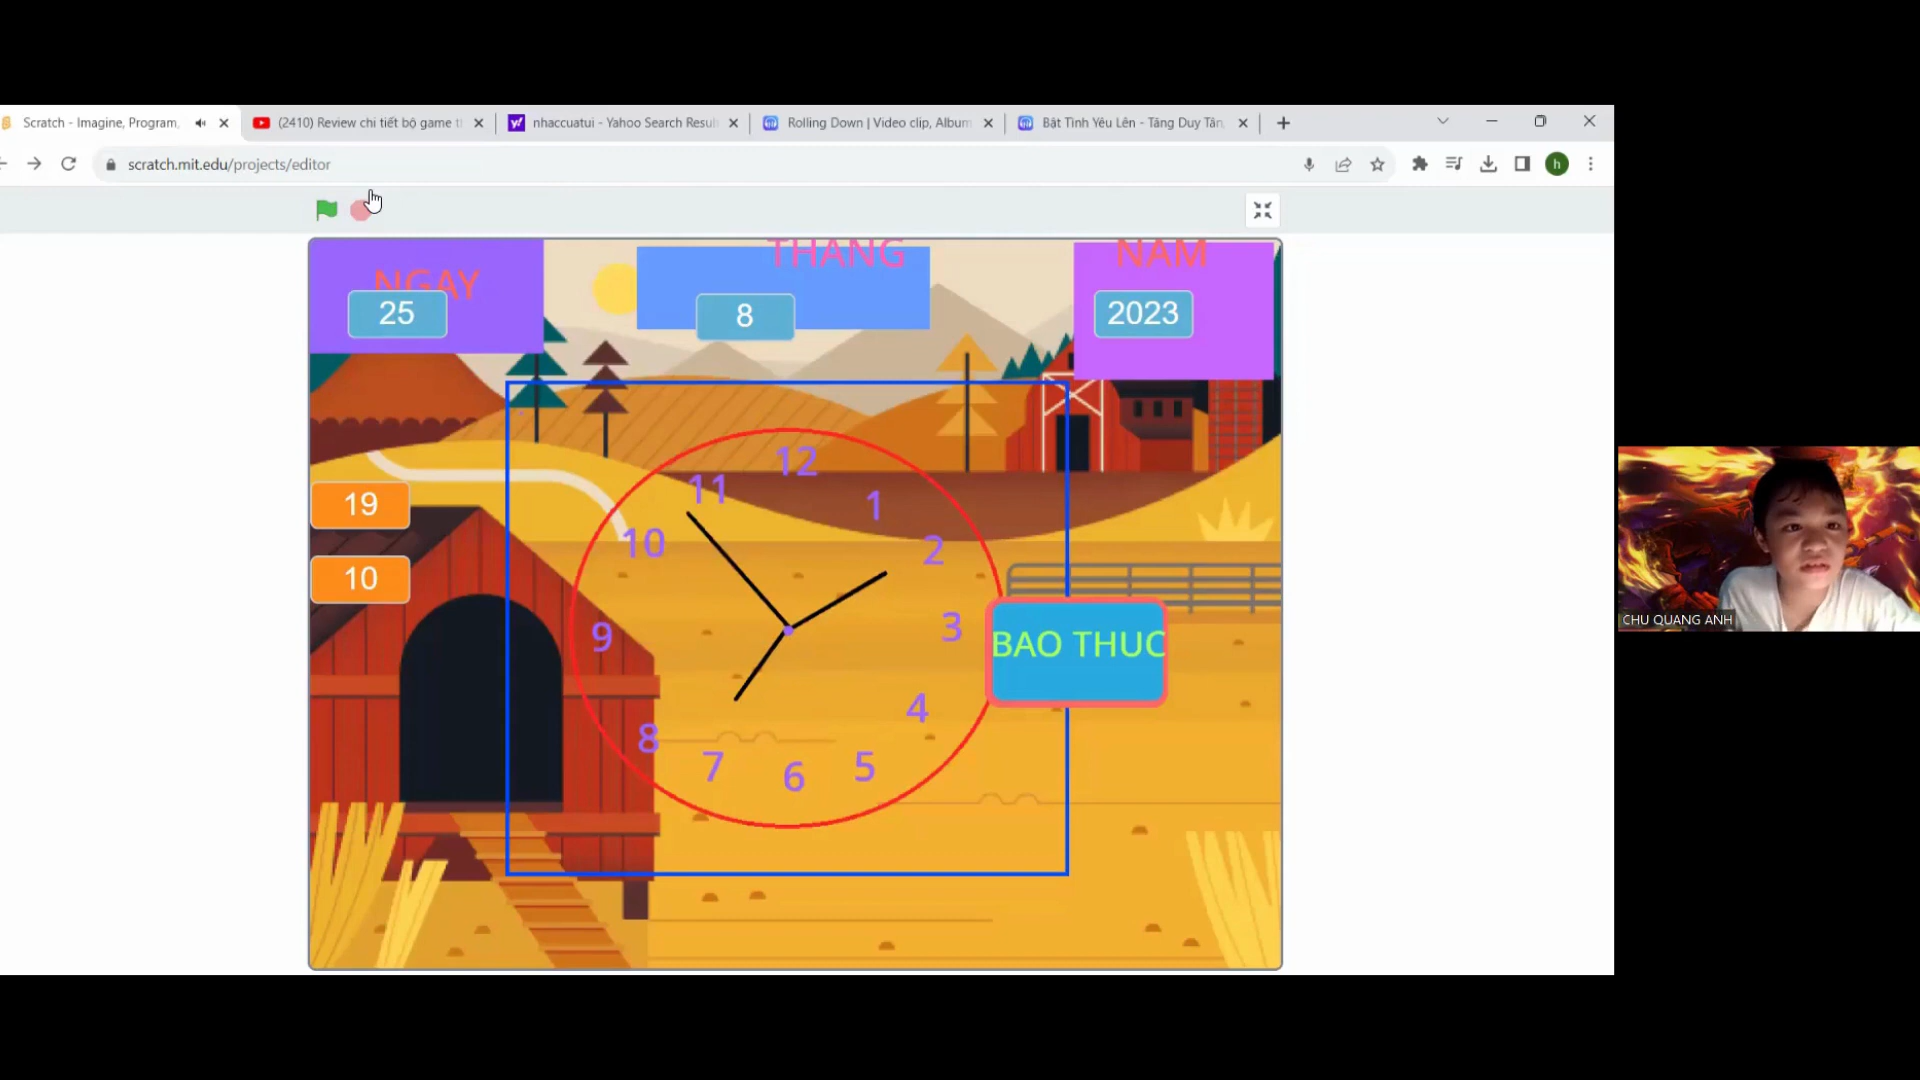 Scratch - Imagine, Program,
(2410) Review chi tiết bộ game t
nhaccuatui - Yahoo Search Resul
Rolling Down | Video clip, Album
Bật Tình Yêu Lên - Tăng Duy Tân,
scratch.mit.edu/projects/editor
h
NGAY
THANG
NAM
25
8
2023
19
10
12
11
1
10
2
9
3
8
4
7
6
5
BAO THUC
CHU QUANG ANH